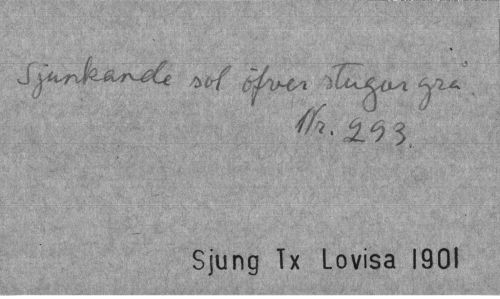 Sjunkande sol öfver stugor grå.
Nr. 293.
Sjung Tx Lovisa 1901